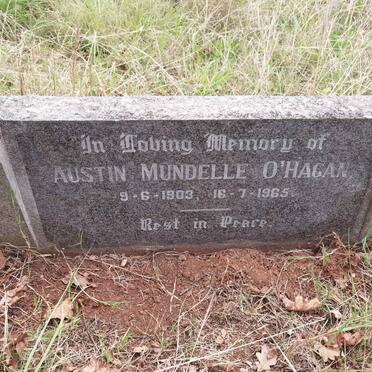 In Loving Memory of
AUSTIN MUNDELLE O'HAGAN
9-6-1903, 16-7-1965.
Rest in Peace.